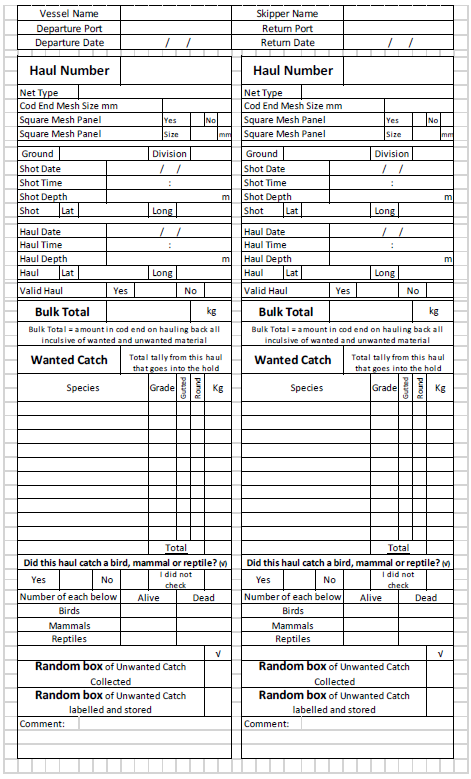 Vessel Name Skipper Name
Departure Port Return Port
Departure Date / / Return Date / /
Haul Number Haul Number
Net Type Net Type
Cod End Mesh Size mm Cod End Mesh Size mm
Square Mesh Panel Yes No Square Mesh Panel Yes No
Square Mesh Panel Size mm Square Mesh Panel Size mm
Ground Division Ground Division
Shot Date / / Shot Date / /
Shot Time : Shot Time :
Shot Depth m Shot Depth m
Shot Lat Long Shot Lat Long
Haul Date / / Haul Date / /
Haul Time : Haul Time :
Haul Depth m Haul Depth m
Haul Lat Long Haul Lat Long
Valid Haul Yes No Valid Haul Yes No
Bulk Total kg Bulk Total kg
Bulk Total = amount in cod end on hauling back all Bulk Total = amount in cod end on hauling back all
inculsive of wanted and unwanted material inculsive of wanted and unwanted material
Wanted Catch Total tally from this haul Wanted Catch Total tally from this haul
that goes into the hold that goes into the hold
Species Grade Gutted Round Kg Species Grade Gutted Round Kg
Total Total
Did this haul catch a bird, mammal or reptile? (√) Did this haul catch a bird, mammal or reptile? (√)
Yes No I did not Yes No I did not
check check
Number of each below Alive Dead Number of each below Alive Dead
Birds Birds
Mammals Mammals
Reptiles Reptiles
√ √
Random box of Unwanted Catch Random box of Unwanted Catch
Collected Collected
Random box of Unwanted Catch Random box of Unwanted Catch
labelled and stored labelled and stored
Comment: Comment: